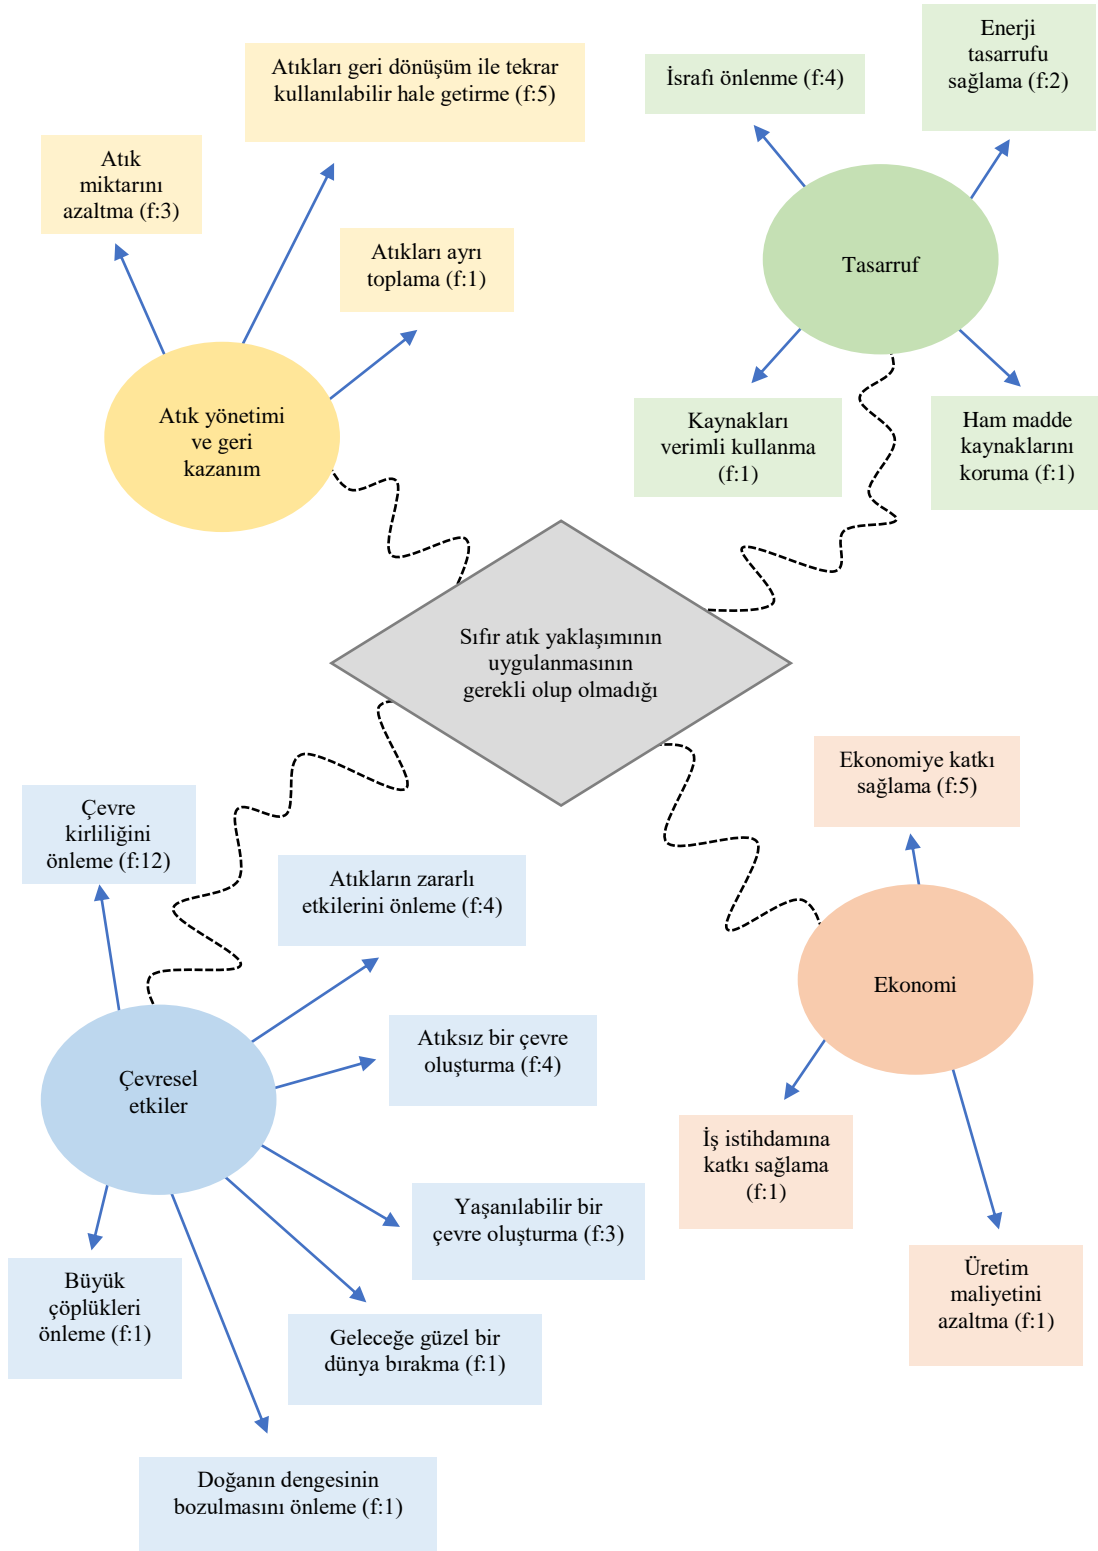 Atıkları geri dönüşüm ile tekrar
kullanılabilir hale getirme (f:5)
Atık
miktarını
azaltma (f:3)
Atıkları ayrı
toplama (f:1)
Atık yönetimi
ve geri
kazanım
İsrafı önlenme (f:4)
Enerji
tasarrufu
sağlama (f:2)
Tasarruf
Kaynakları
verimli kullanma
(f:1)
Ham madde
kaynaklarını
koruma (f:1)
Sıfır atık yaklaşımının
uygulanmasının
gerekli olup olmadığı
Çevre
kirliliğini
önleme (f:12)
Atıkların zararlı
etkilerini önleme (f:4)
Atıksız bir çevre
oluşturma (f:4)
Çevresel
etkiler
Yaşanılabilir bir
çevre oluşturma (f:3)
Büyük
çöplükleri
önleme (f:1)
Geleceğe güzel bir
dünya bırakma (f:1)
Doğanın dengesinin
bozulmasını önleme (f:1)
Ekonomiye katkı
sağlama (f:5)
Ekonomi
İş istihdamına
katkı sağlama
(f:1)
Üretim
maliyetini
azaltma (f:1)